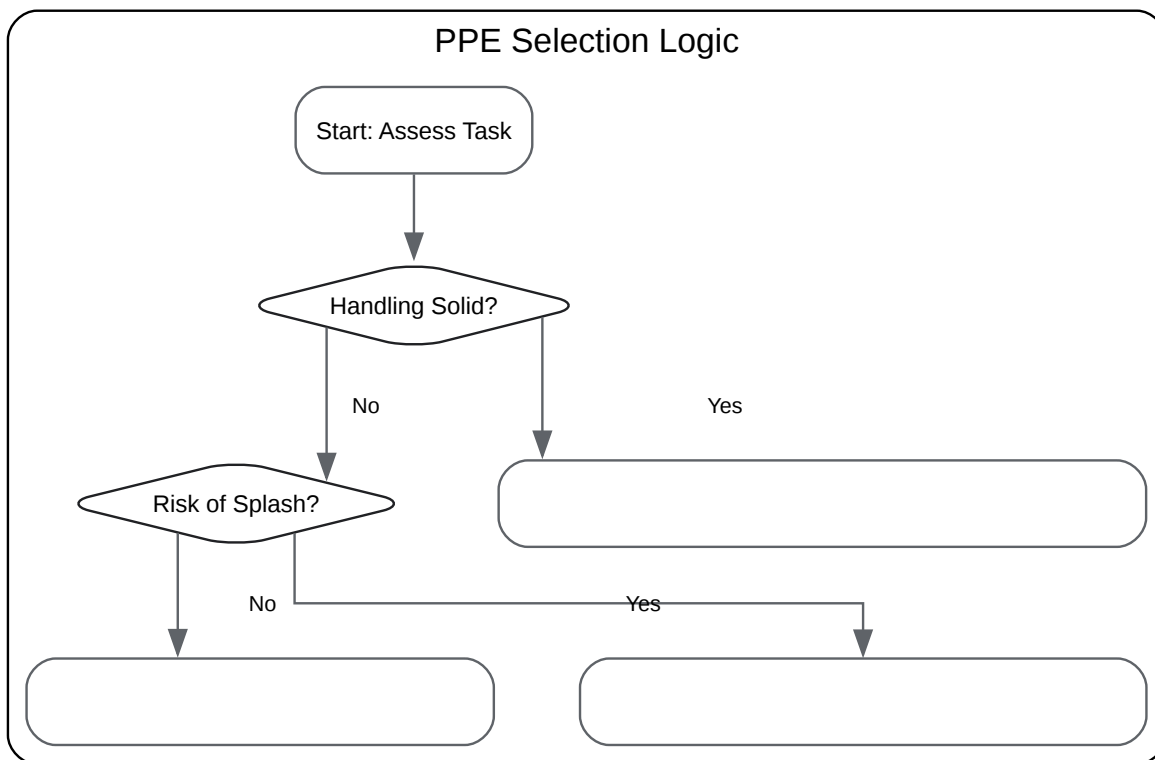 PPE Selection Logic
Start: Assess Task
Handling Solid?
No
Yes
Risk of Splash?
No
Yes